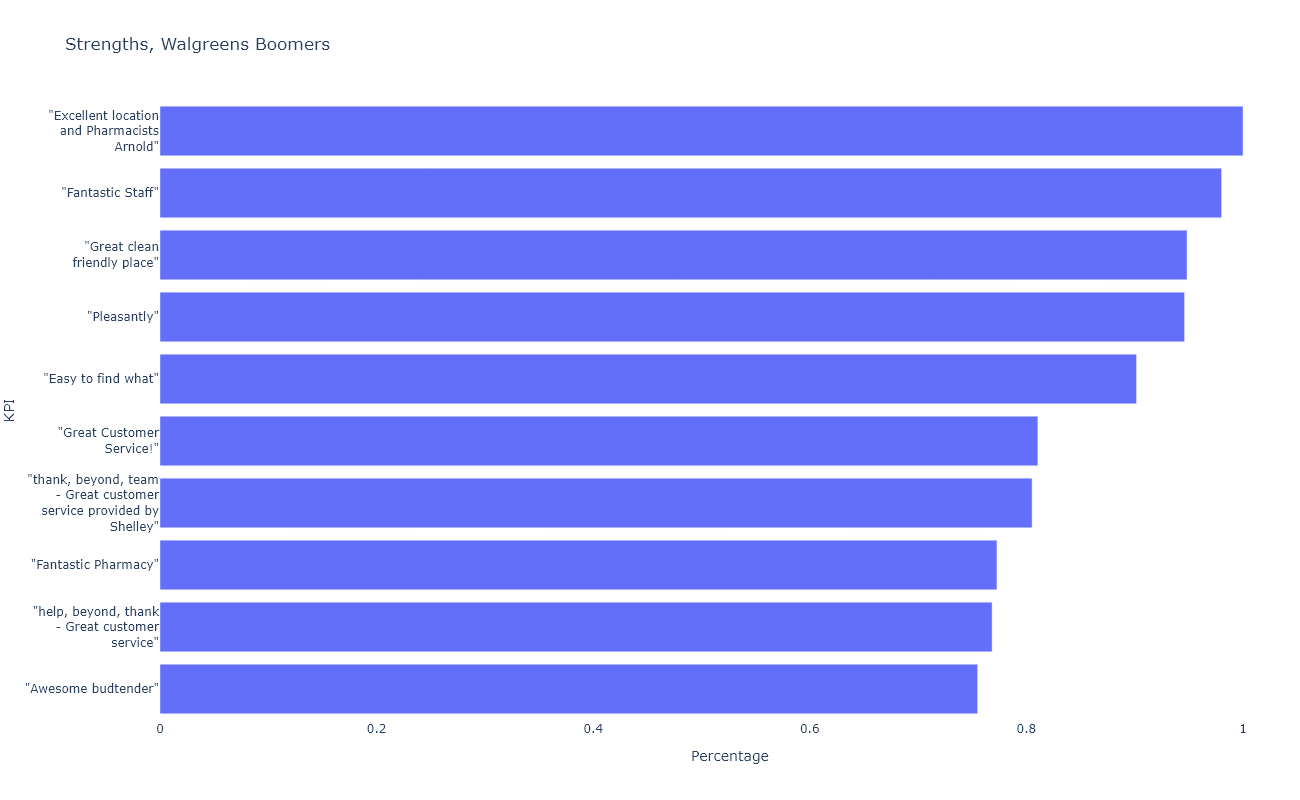 Strengths, Walgreens Boomers
"Excellent location
and Pharmacists
Arnold"
"Fantastic Staff"
"Great clean
friendly place"
"Pleasantly"
"Easy to find what"
KPI
"Great Customer
Service!"
"thank, beyond, team
- Great customer
service provided by
Shelley"
"Fantastic Pharmacy"
"help, beyond, thank
- Great customer
service"
"Awesome budtender"
0 0.2 0.4 0.6 0.8 1
Percentage